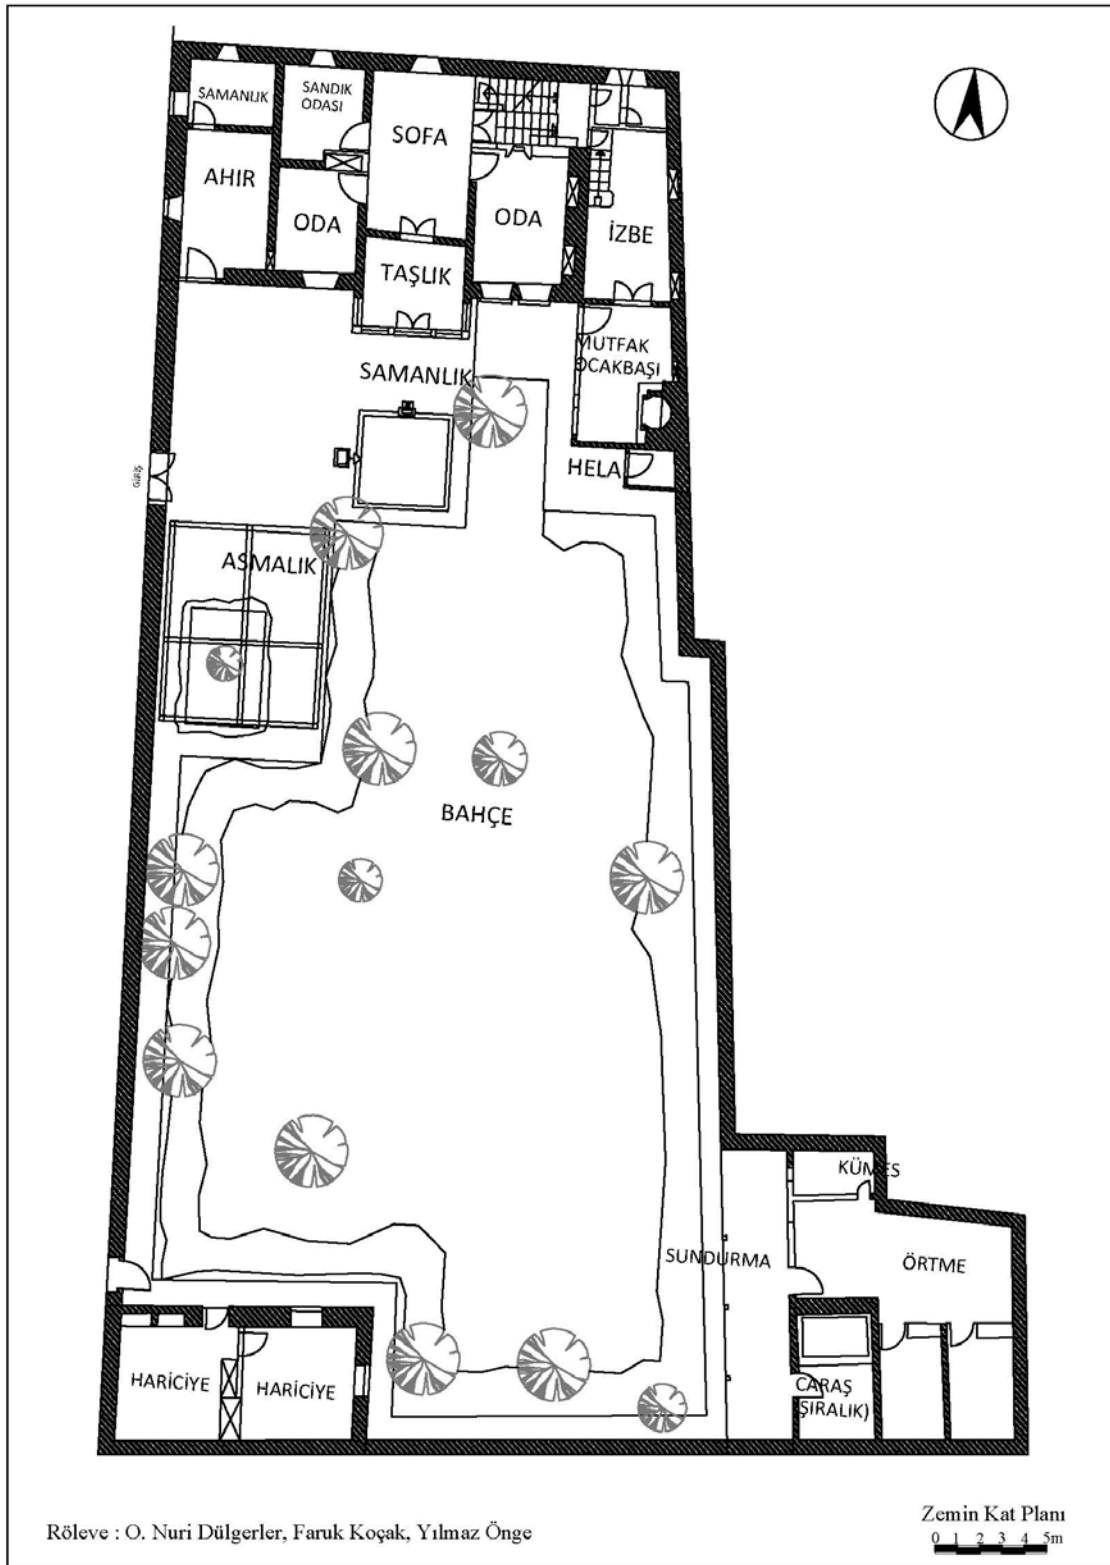 SAMANLIK
SANDIK
ODASI
SOFA
AHIR
ODA
ODA
İZBE
TAŞLIK
MUTFAK
OCAKBAŞI
SAMANLIK
GİRİŞ
HELA
ASMALIK
BAHÇE
KÜMES
SUNDURMA
ÖRTME
HARİCİYE
HARİCİYE
CARAŞ
(ŞIRALIK)
Röleve : O. Nuri Dülgerler, Faruk Koçak, Yılmaz Önge
Zemin Kat Planı
0 1 2 3 4 5m